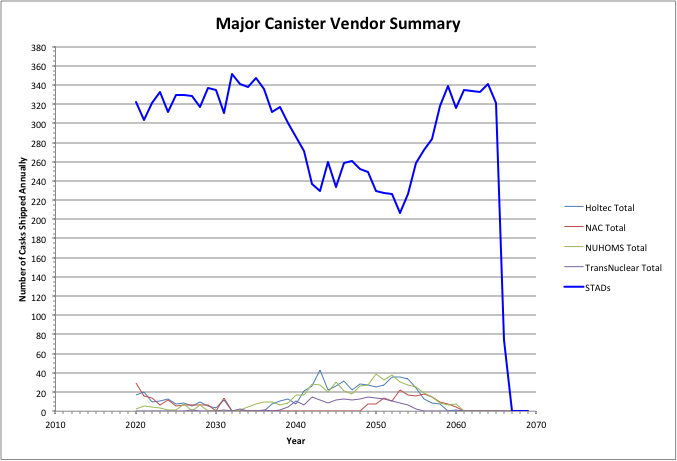 Major Canister Vendor Summary
Number of Casks Shipped Annually
380
360
340
320
300
280
260
240
220
200
180
160
140
120
100
80
60
40
20
0
2010 2020 2030 2040 2050 2060 2070
Year
Holtec Total
NAC Total
NUHOMS Total
TransNuclear Total
STADs